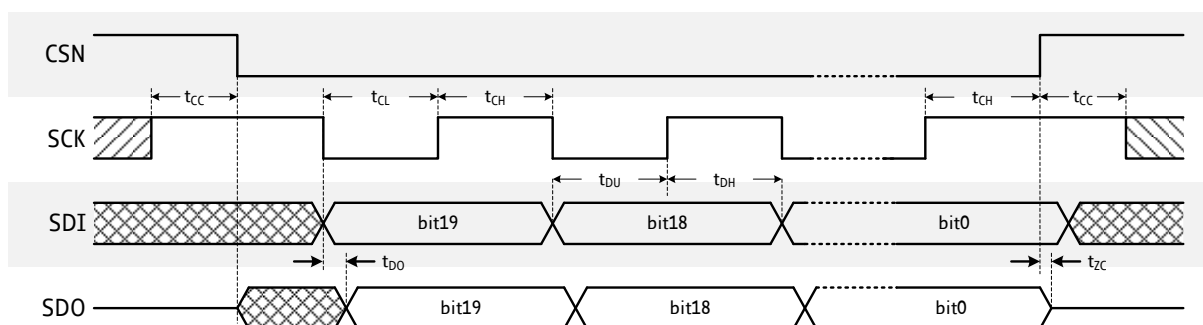 CSN
tCC tCL tCH tCH tCC
SCK
tDU tDH
SDI bit19 bit18 bit0
tDO tZC
SDO bit19 bit18 bit0